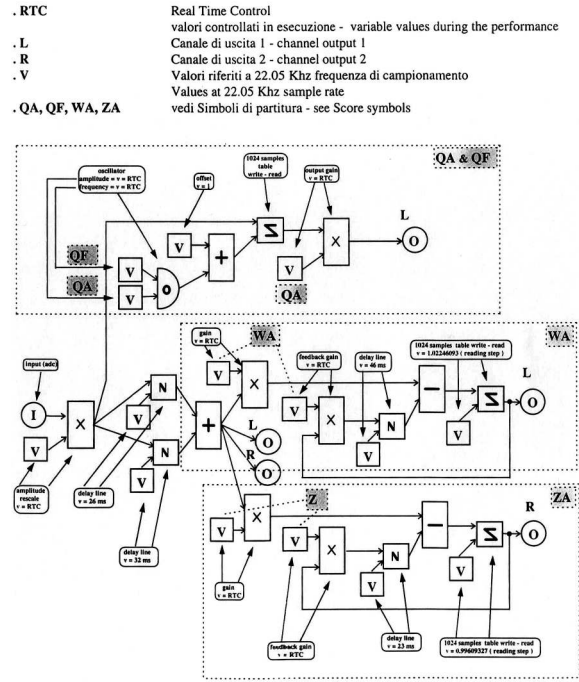 . RTC Real Time Control
valori controllati in esecuzione - variable values during the performance
. L Canale di uscita 1 - channel output 1
. R Canale di uscita 2 - channel output 2
. V Valori riferiti a 22.05 Khz frequenza di campionamento
Values at 22.05 Khz sample rate
. QA, QF, WA, ZA vedi Simboli di partitura - see Score symbols
QA & QF
oscillator
amplitude = v = RTC
frequency = v = RTC
offset
v = 1
1024 samples
table
write - read
output gain
v = RTC
L
QF
QA
V
V
O
V
+
Σ
V
X
O
QA
WA
WA
gain
v = RTC
feedback gain
v = RTC
delay line
v = 46 ms
1024 samples table write - read
v = 1.02246093 ( reading step )
L
input (adc)
I
V
X
N
V
N
V
+
V
X
V
X
N
V
−
V
Σ
O
L
O
R
O
amplitude
rescale
v = RTC
delay line
v = 26 ms
delay line
v = 32 ms
Z
ZA
R
V
X
V
X
N
V
−
V
Σ
O
gain
v = RTC
feedback gain
v = RTC
delay line
v = 23 ms
1024 samples table write - read
v = 0.99609327 ( reading step )